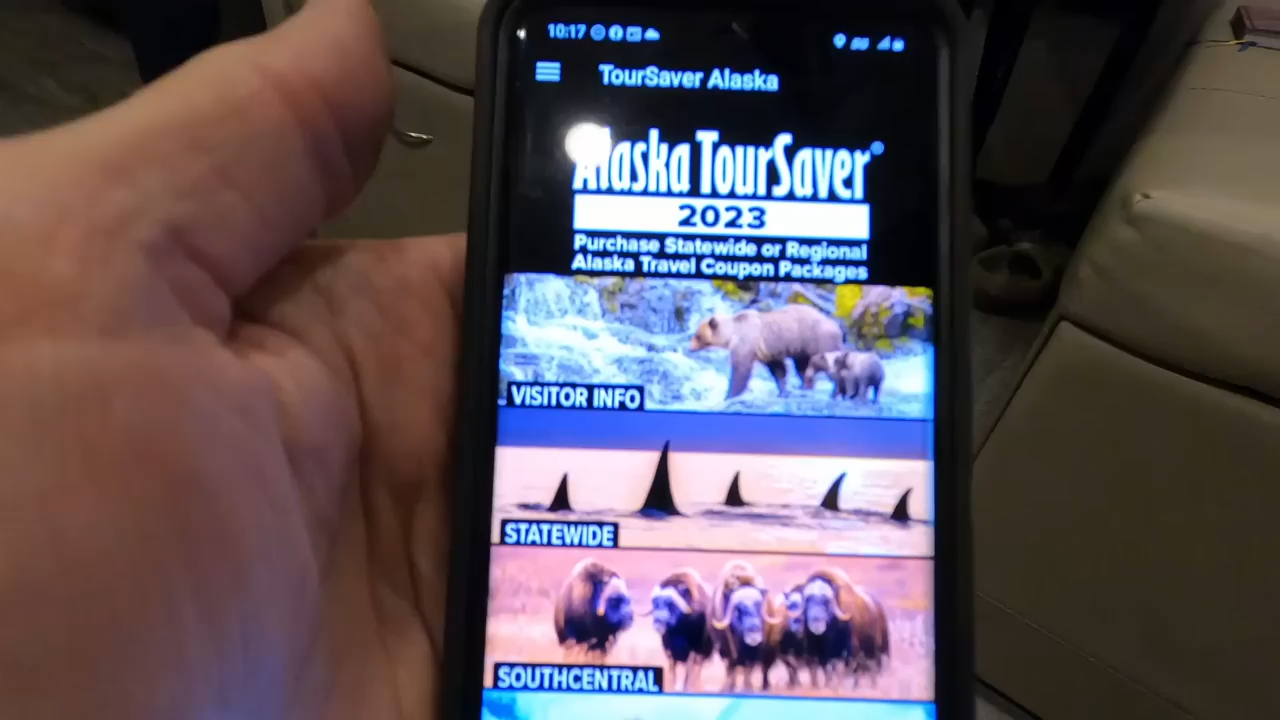 10:17
TourSaver Alaska
Alaska TourSaver®
2023
Purchase Statewide or Regional
Alaska Travel Coupon Packages
VISITOR INFO
STATEWIDE
SOUTHCENTRAL